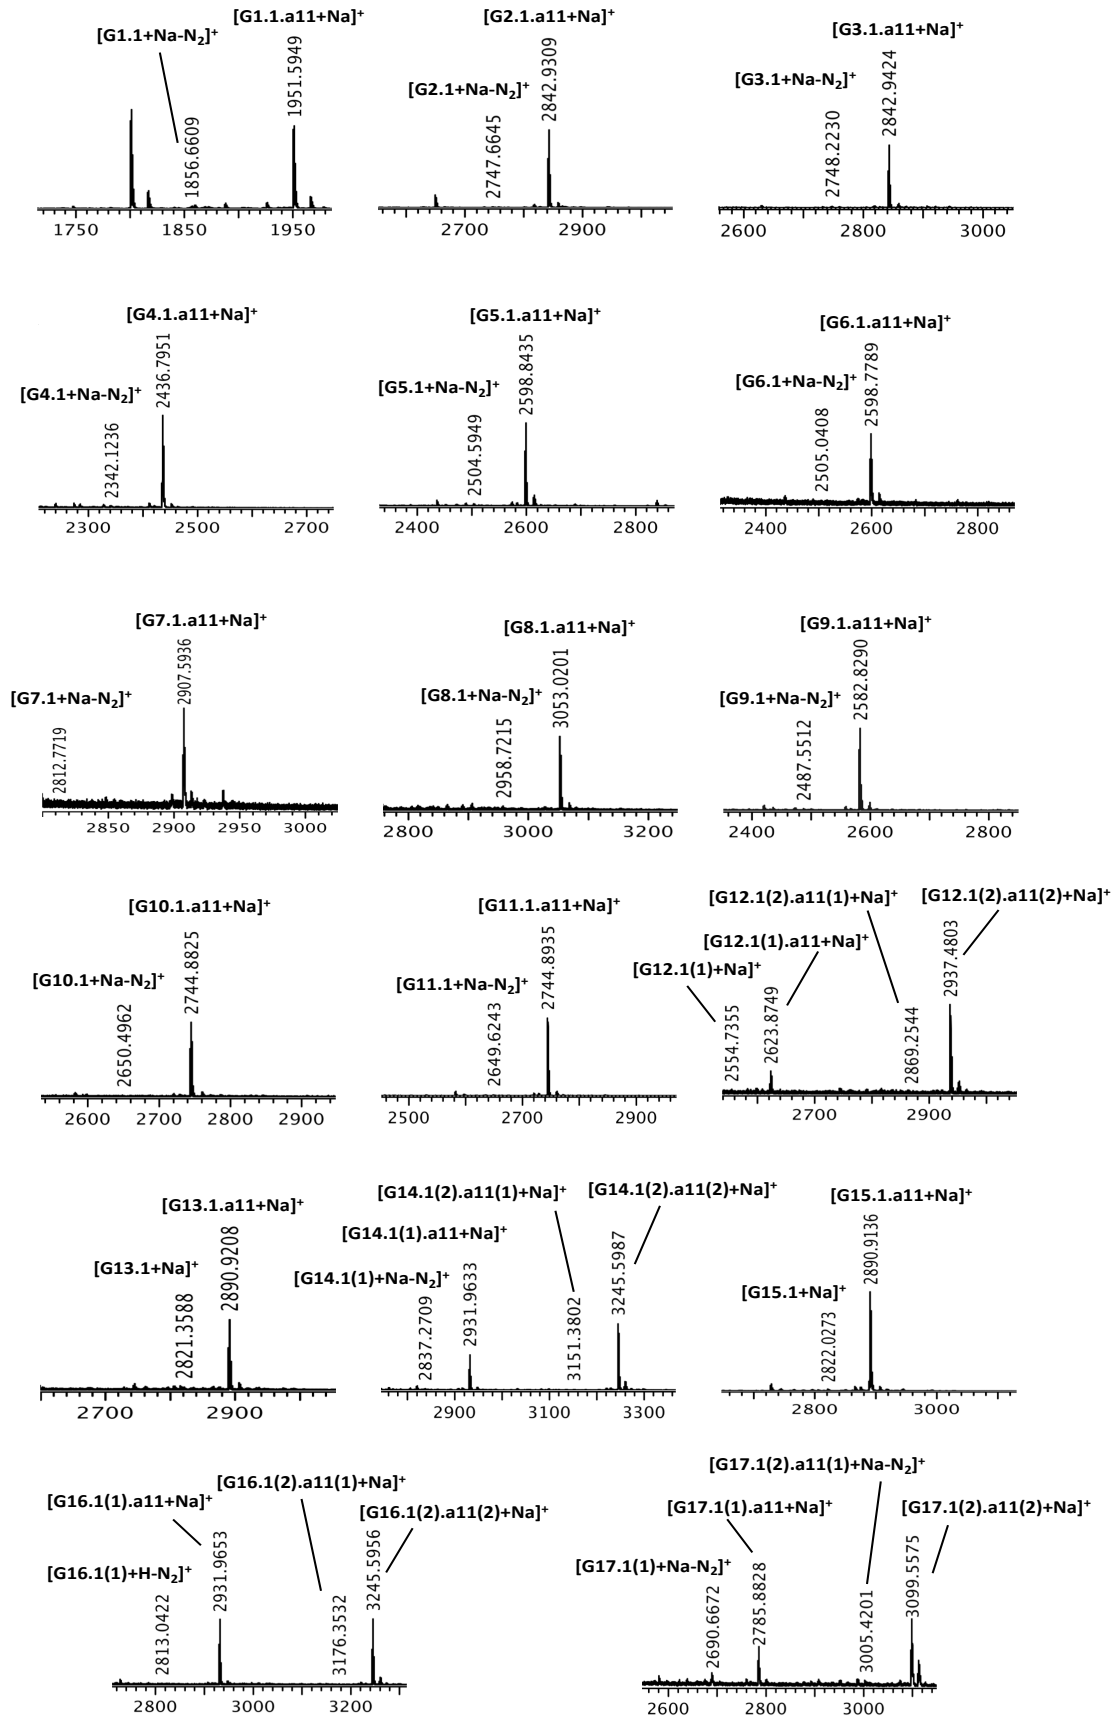 [G1.1+Na-N₂]⁺
[G1.1.a11+Na]⁺
1856.6609
1951.5949
1750 1850 1950
[G2.1+Na-N₂]⁺
[G2.1.a11+Na]⁺
2747.6645
2842.9309
2700 2900
[G3.1+Na-N₂]⁺
[G3.1.a11+Na]⁺
2748.2230
2842.9424
2600 2800 3000
[G4.1.a11+Na]⁺
[G4.1+Na-N₂]⁺
2342.1236
2436.7951
2300 2500 2700
[G5.1.a11+Na]⁺
[G5.1+Na-N₂]⁺
2504.5949
2598.8435
2400 2600 2800
[G6.1.a11+Na]⁺
[G6.1+Na-N₂]⁺
2505.0408
2598.7789
2400 2600 2800
[G7.1.a11+Na]⁺
[G7.1+Na-N₂]⁺
2812.7719
2907.5936
2850 2900 2950 3000
[G8.1.a11+Na]⁺
[G8.1+Na-N₂]⁺
2958.7215
3053.0201
2800 3000 3200
[G9.1.a11+Na]⁺
[G9.1+Na-N₂]⁺
2487.5512
2582.8290
2400 2600 2800
[G10.1.a11+Na]⁺
[G10.1+Na-N₂]⁺
2650.4962
2744.8825
2600 2700 2800 2900
[G11.1.a11+Na]⁺
[G11.1+Na-N₂]⁺
2649.6243
2744.8935
2500 2700 2900
[G12.1(2).a11(1)+Na]⁺
[G12.1(2).a11(2)+Na]⁺
[G12.1(1).a11+Na]⁺
[G12.1(1)+Na]⁺
2554.7355
2623.8749
2869.2544
2937.4803
2700 2900
[G13.1.a11+Na]⁺
[G13.1+Na]⁺
2821.3588
2890.9208
2700 2900
[G14.1(2).a11(1)+Na]⁺
[G14.1(2).a11(2)+Na]⁺
[G14.1(1).a11+Na]⁺
[G14.1(1)+Na-N₂]⁺
2837.2709
2931.9633
3151.3802
3245.5987
2900 3100 3300
[G15.1.a11+Na]⁺
[G15.1+Na]⁺
2822.0273
2890.9136
2800 3000
[G16.1(2).a11(1)+Na]⁺
[G16.1(1).a11+Na]⁺
[G16.1(2).a11(2)+Na]⁺
[G16.1(1)+H-N₂]⁺
2813.0422
2931.9653
3176.3532
3245.5956
2800 3000 3200
[G17.1(2).a11(1)+Na-N₂]⁺
[G17.1(1).a11+Na]⁺
[G17.1(2).a11(2)+Na]⁺
[G17.1(1)+Na-N₂]⁺
2690.6672
2785.8828
3005.4201
3099.5575
2600 2800 3000